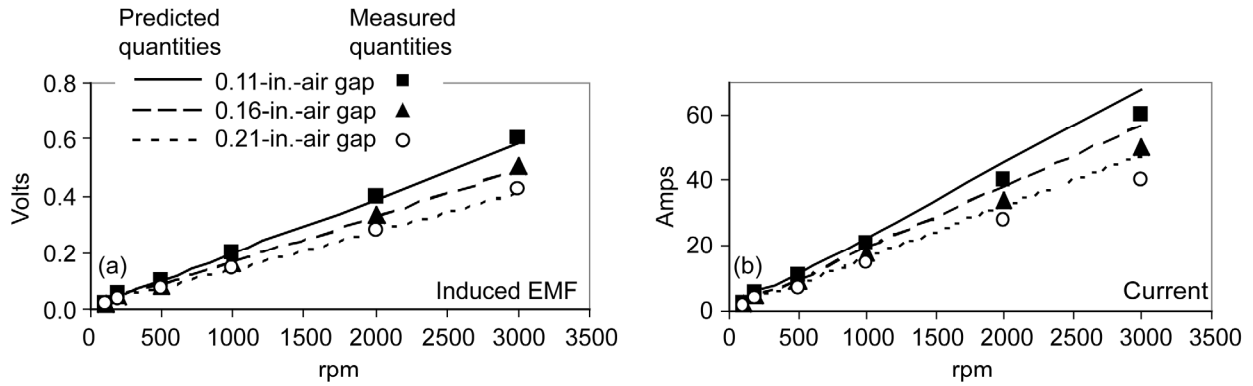 Predicted quantities
Measured quantities
0.11-in.-air gap
0.16-in.-air gap
0.21-in.-air gap
0.8
0.6
0.4
0.2
0.0
Volts
(a)
Induced EMF
0 500 1000 1500 2000 2500 3000 3500
rpm
60
40
20
0
Amps
(b)
Current
0 500 1000 1500 2000 2500 3000 3500
rpm